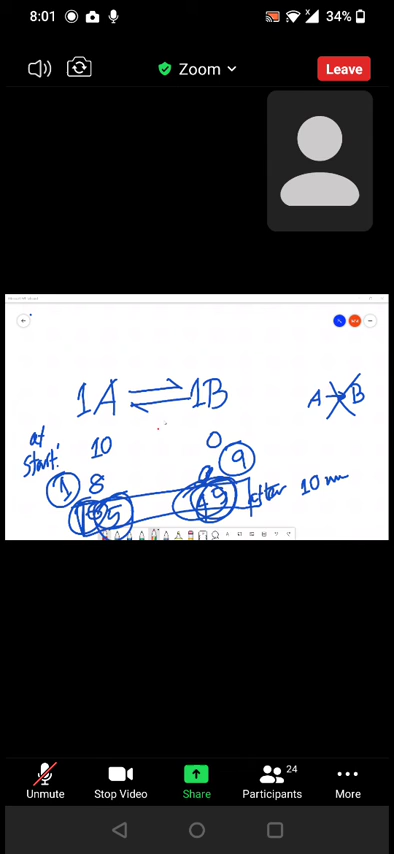 8:01
34%
Zoom
Leave
1A ⇌ 1B
A → B
at start:
10
0
9
1
8
5
after 10 min
Unmute
Stop Video
Share
Participants
24
More